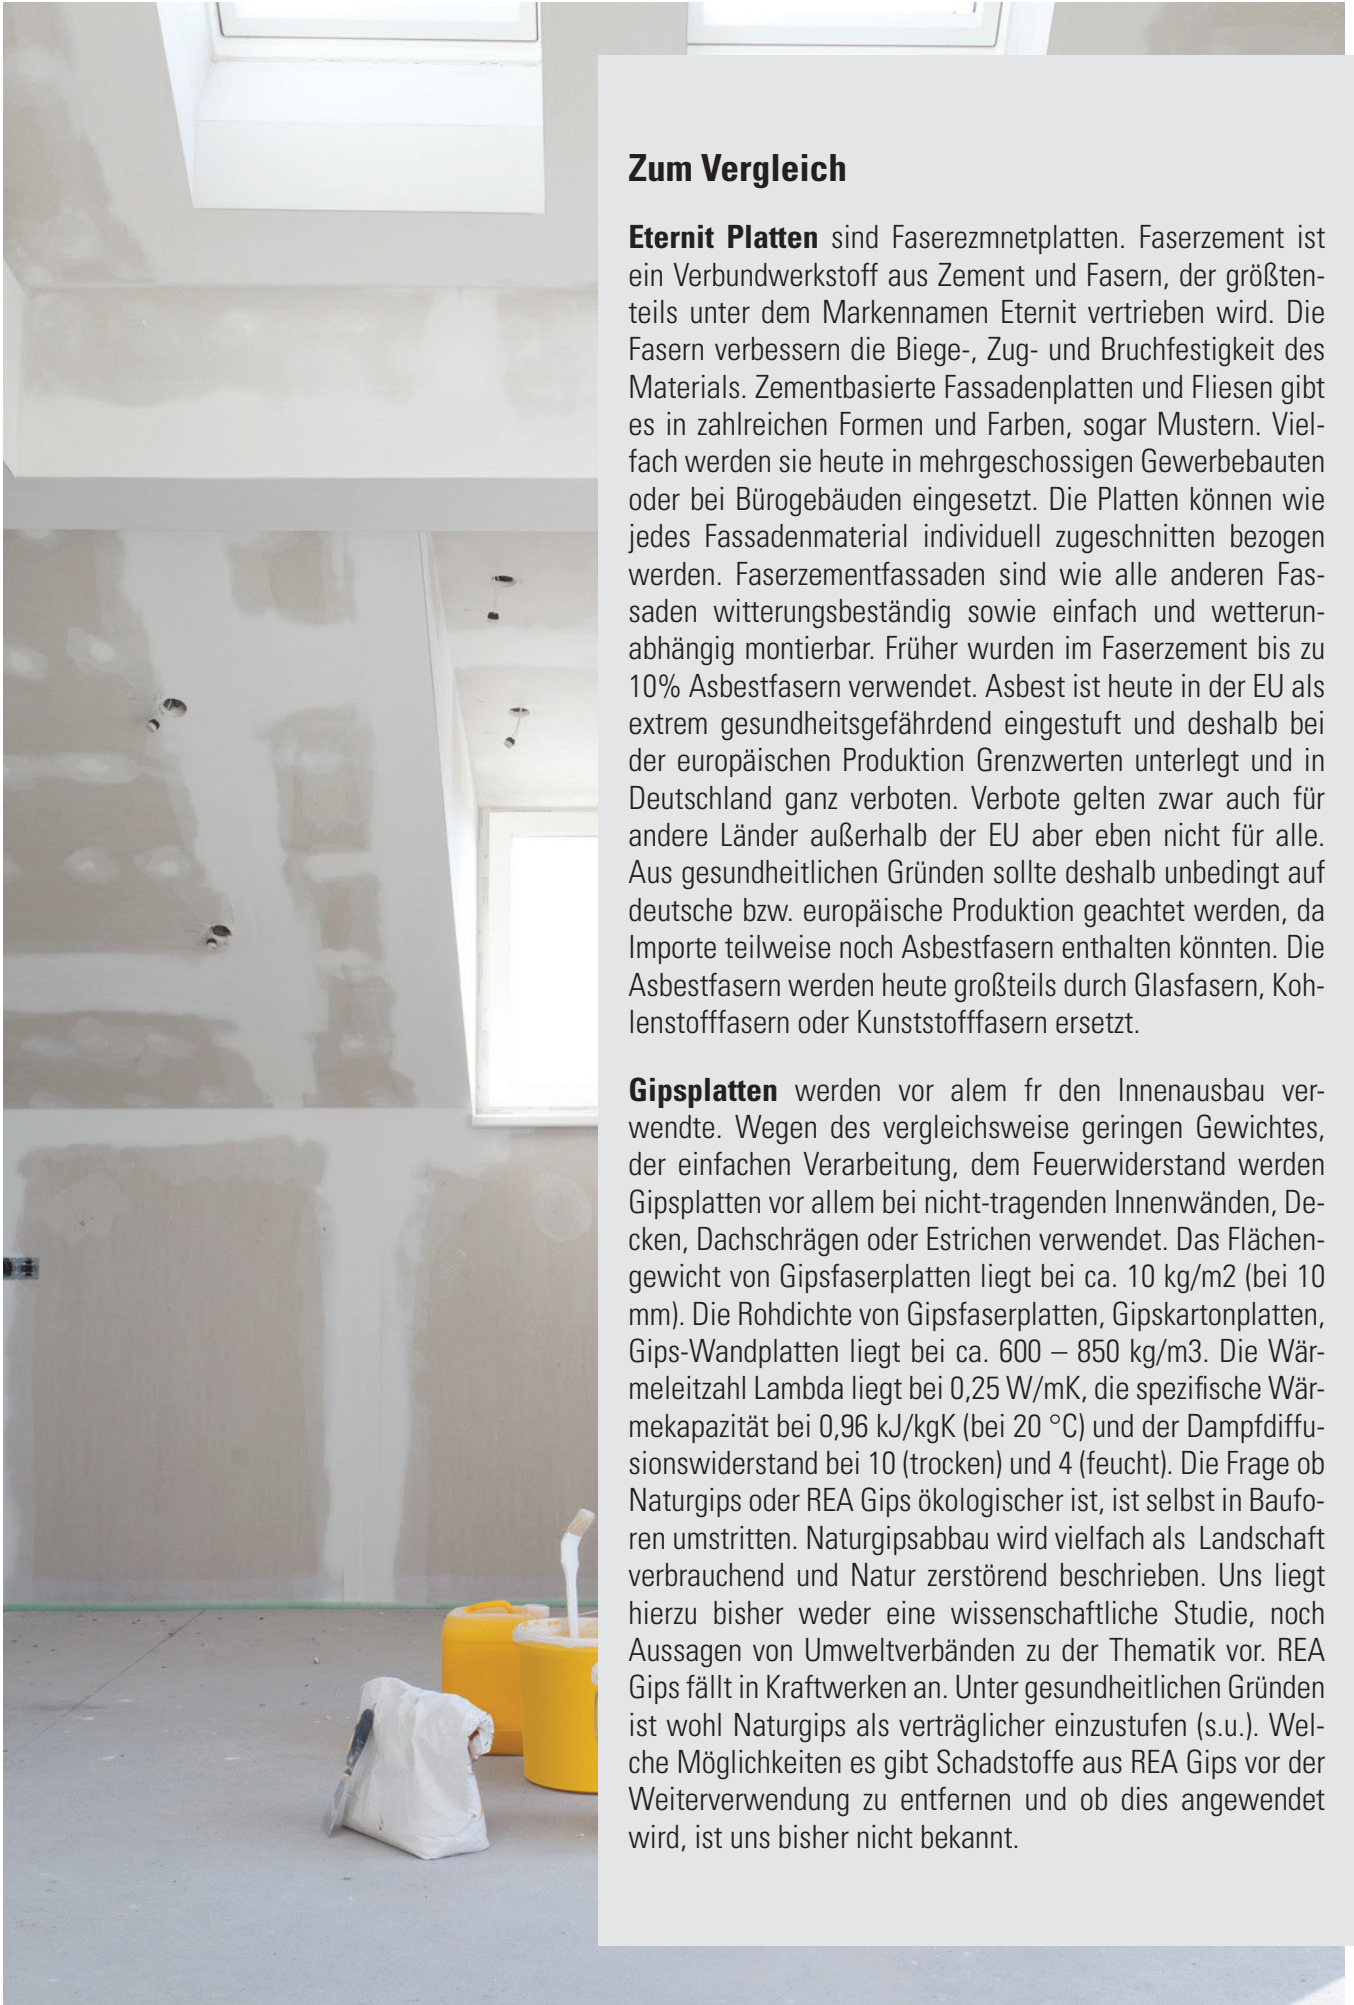 Zum Vergleich
Eternit Platten sind Faserezmnetplatten. Faserzement ist
ein Verbundwerkstoff aus Zement und Fasern, der größten-
teils unter dem Markennamen Eternit vertrieben wird. Die
Fasern verbessern die Biege-, Zug- und Bruchfestigkeit des
Materials. Zementbasierte Fassadenplatten und Fliesen gibt
es in zahlreichen Formen und Farben, sogar Mustern. Viel-
fach werden sie heute in mehrgeschossigen Gewerbebauten
oder bei Bürogebäuden eingesetzt. Die Platten können wie
jedes Fassadenmaterial individuell zugeschnitten bezogen
werden. Faserzementfassaden sind wie alle anderen Fas-
saden witterungsbeständig sowie einfach und wetterun-
abhängig montierbar. Früher wurden im Faserzement bis zu
10% Asbestfasern verwendet. Asbest ist heute in der EU als
extrem gesundheitsgefährdend eingestuft und deshalb bei
der europäischen Produktion Grenzwerten unterlegt und in
Deutschland ganz verboten. Verbote gelten zwar auch für
andere Länder außerhalb der EU aber eben nicht für alle.
Aus gesundheitlichen Gründen sollte deshalb unbedingt auf
deutsche bzw. europäische Produktion geachtet werden, da
Importe teilweise noch Asbestfasern enthalten könnten. Die
Asbestfasern werden heute großteils durch Glasfasern, Koh-
lenstofffasern oder Kunststofffasern ersetzt.
Gipsplatten werden vor alem fr den Innenausbau ver-
wendte. Wegen des vergleichsweise geringen Gewichtes,
der einfachen Verarbeitung, dem Feuerwiderstand werden
Gipsplatten vor allem bei nicht-tragenden Innenwänden, De-
cken, Dachschrägen oder Estrichen verwendet. Das Flächen-
gewicht von Gipsfaserplatten liegt bei ca. 10 kg/m2 (bei 10
mm). Die Rohdichte von Gipsfaserplatten, Gipskartonplatten,
Gips-Wandplatten liegt bei ca. 600 – 850 kg/m3. Die Wär-
meleitzahl Lambda liegt bei 0,25 W/mK, die spezifische Wär-
mekapazität bei 0,96 kJ/kgK (bei 20 °C) und der Dampfdiffu-
sionswiderstand bei 10 (trocken) und 4 (feucht). Die Frage ob
Naturgips oder REA Gips ökologischer ist, ist selbst in Baufo-
ren umstritten. Naturgipsabbau wird vielfach als Landschaft
verbrauchend und Natur zerstörend beschrieben. Uns liegt
hierzu bisher weder eine wissenschaftliche Studie, noch
Aussagen von Umweltverbänden zu der Thematik vor. REA
Gips fällt in Kraftwerken an. Unter gesundheitlichen Gründen
ist wohl Naturgips als verträglicher einzustufen (s.u.). Wel-
che Möglichkeiten es gibt Schadstoffe aus REA Gips vor der
Weiterverwendung zu entfernen und ob dies angewendet
wird, ist uns bisher nicht bekannt.